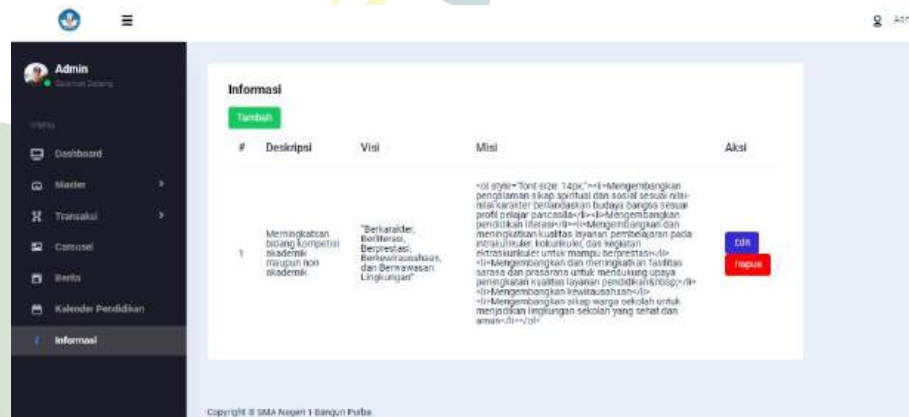 Admin
Selamat Datang
Menu
Dashboard
Master
Transaksi
Carousel
Berita
Kalender Pendidikan
Informasi
Informasi
Tambah
# Deskripsi Visi Misi Aksi
1
Memingkatkan
bidang kompetisi
akademik
maupun non
akademik.
"Berkarakter,
Berliterasi,
Berprestasi,
Berkewirausahaan,
dan Berwawasan
Lingkungan"
<ol style="font-size: 14px;"><li>Mengembangkan
pengalaman sikap spiritual dan sosial sesuai nilai-
nilai karakter berlandaskan budaya bangsa sesuai
profil pelajar pancasila</li><li>Mengembangkan
pendidikan literasi</li><li>Mengembangkan dan
meningkatkan kualitas layanan pembelajaran pada
intrakurikuler, kokurikuler, dan kegiatan
ekstrakurikuler untuk mampu berprestasi</li>
<li>Mengembangkan dan meningkatkan fasilitas
sarana dan prasarana untuk mendukung upaya
peningkatan kualitas layanan pendidikan&nbsp;</li>
<li>Mengembangkan kewirausahaan</li>
<li>Mengembangkan sikap warga sekolah untuk
menjadikan lingkungan sekolah yang sehat dan
aman</li></ol>
Edit
Hapus
Copyright © SMA Negeri 1 Bangun Purba